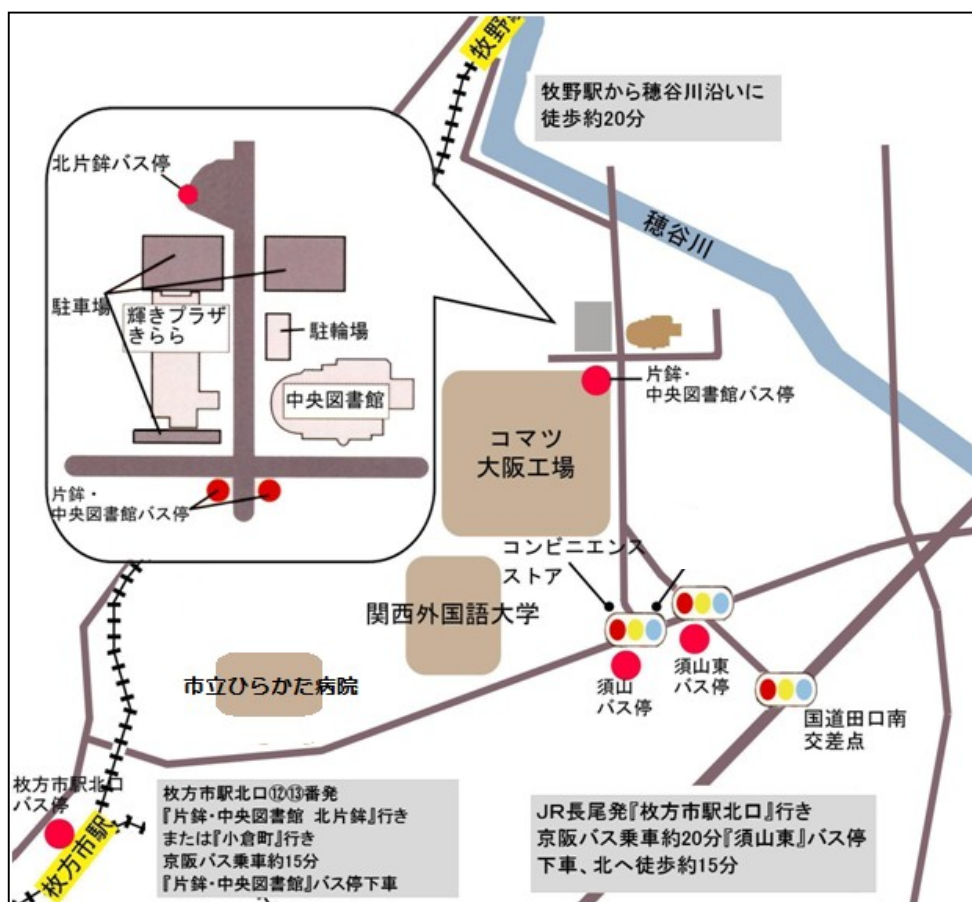 牧野駅
牧野駅から穂谷川沿いに
徒歩約20分
北片鉾バス停
穂谷川
駐車場
輝きプラザ
きらら
駐輪場
中央図書館
片鉾・
中央図書館バス停
片鉾・
中央図書館バス停
コマツ
大阪工場
コンビニエンス
ストア
関西外国語大学
市立ひらかた病院
須山
バス停
須山東
バス停
国道田口南
交差点
枚方市駅北口
バス停
枚方市駅
枚方市駅北口⑫⑬番発
『片鉾・中央図書館 北片鉾』行き
または『小倉町』行き
京阪バス乗車約15分
『片鉾・中央図書館』バス停下車
JR長尾発『枚方市駅北口』行き
京阪バス乗車約20分『須山東』バス停
下車、北へ徒歩約15分